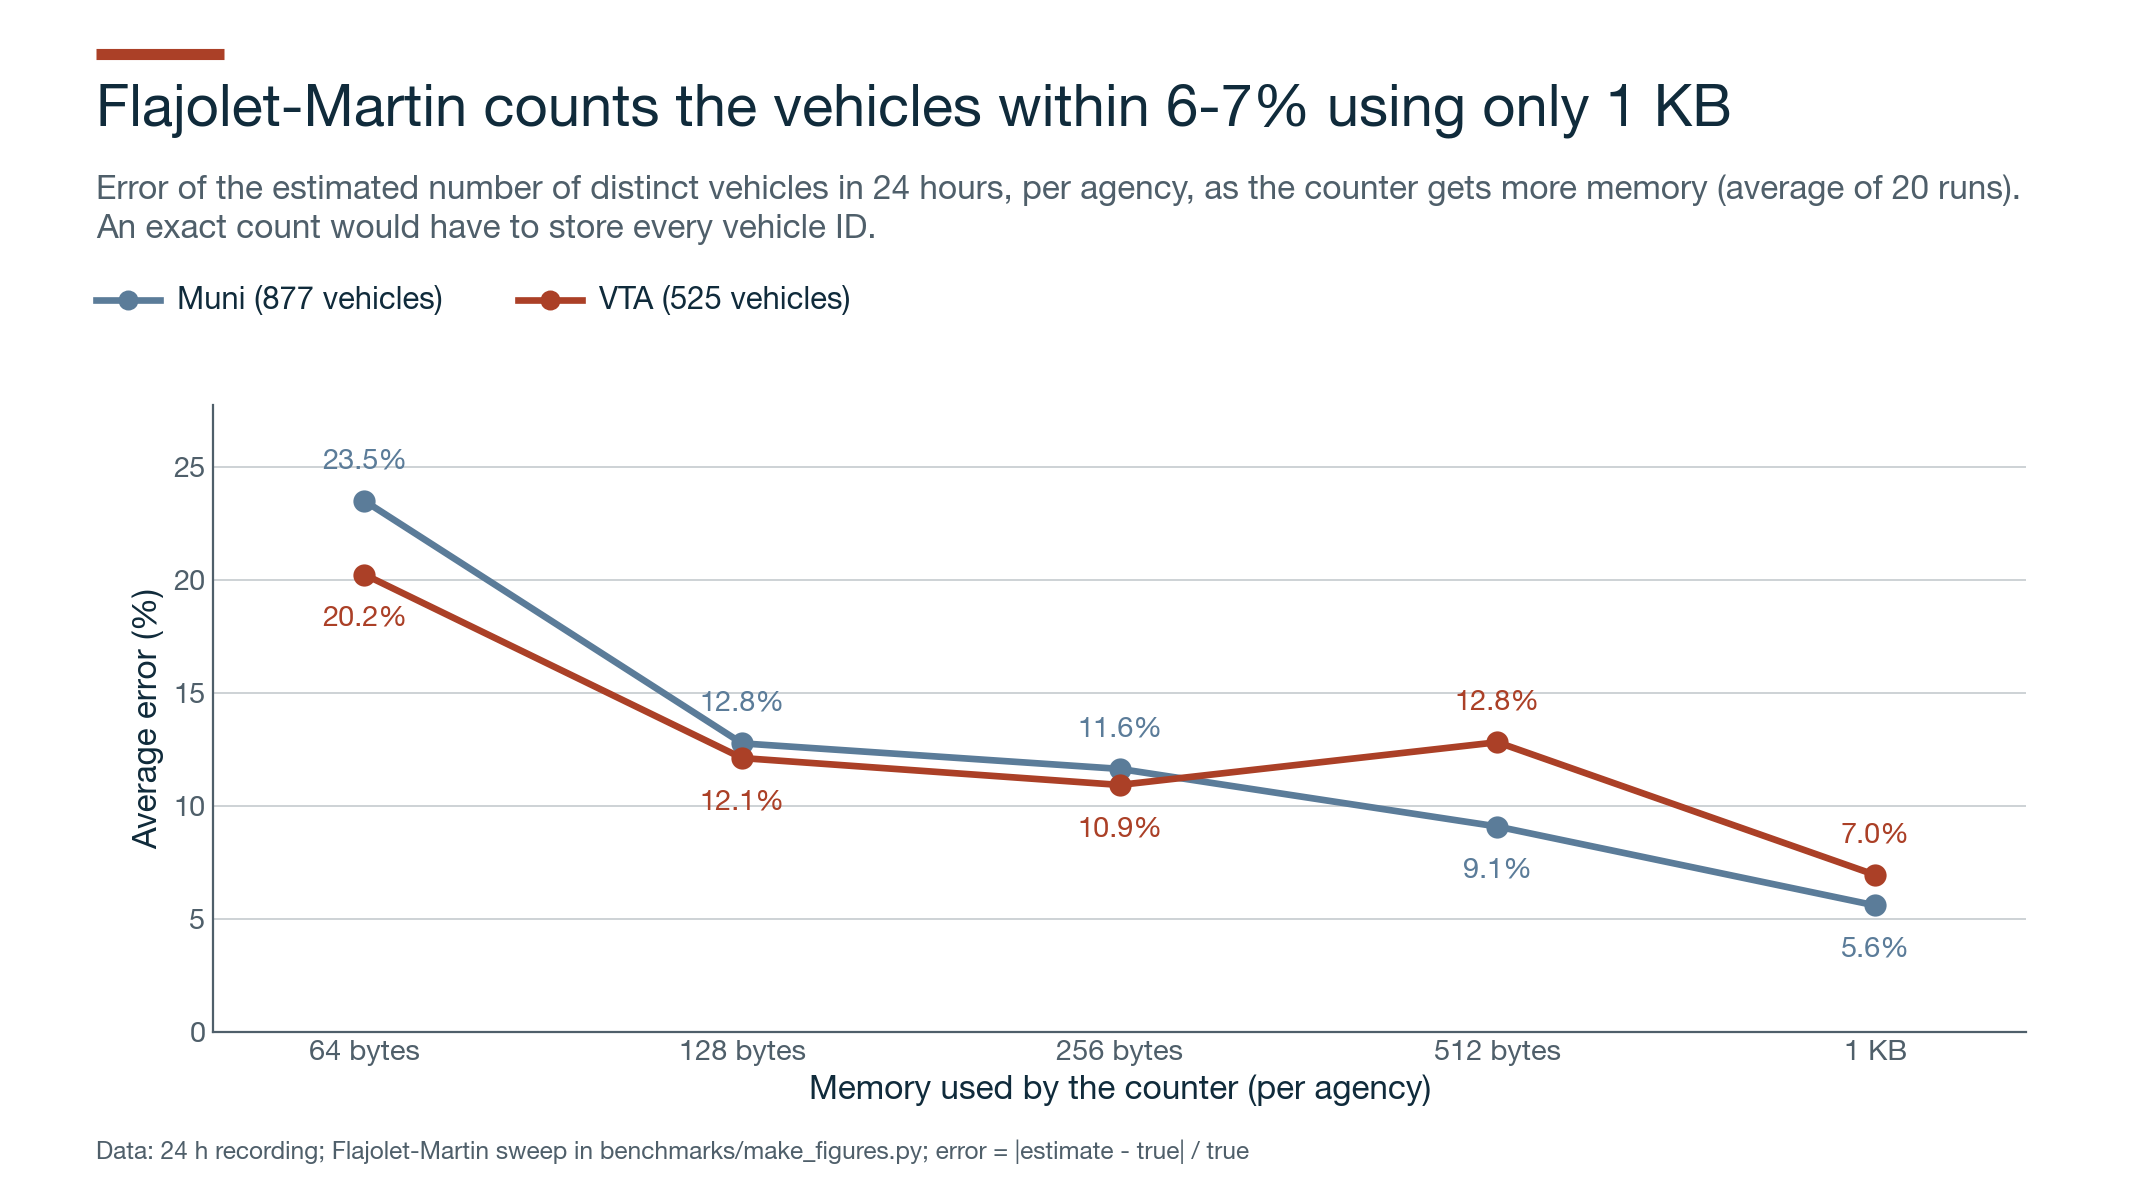 Flajolet-Martin counts the vehicles within 6-7% using only 1 KB
Error of the estimated number of distinct vehicles in 24 hours, per agency, as the counter gets more memory (average of 20 runs).
An exact count would have to store every vehicle ID.
Muni (877 vehicles)
VTA (525 vehicles)
Average error (%)
25
20
15
10
5
0
23.5%
20.2%
12.8%
12.1%
11.6%
10.9%
12.8%
9.1%
7.0%
5.6%
64 bytes
128 bytes
256 bytes
512 bytes
1 KB
Memory used by the counter (per agency)
Data: 24 h recording; Flajolet-Martin sweep in benchmarks/make_figures.py; error = |estimate - true| / true